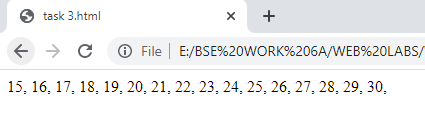 task 3.html
File
E:/BSE%20WORK%206A/WEB%20LABS/
15, 16, 17, 18, 19, 20, 21, 22, 23, 24, 25, 26, 27, 28, 29, 30,